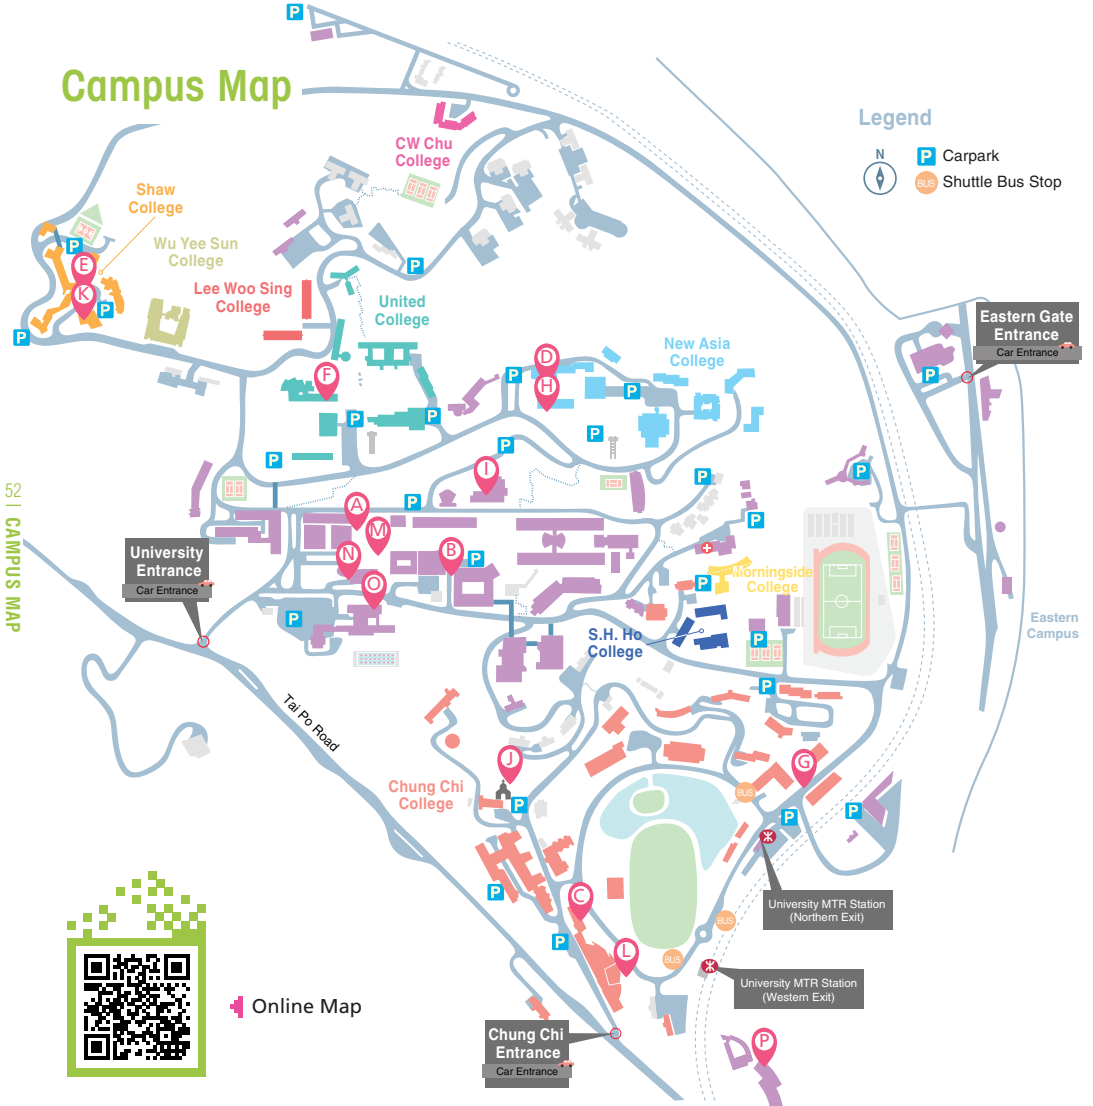 Campus Map
Legend
N
P Carpark
BUS Shuttle Bus Stop
P
CW Chu
College
Shaw
College
Wu Yee Sun
College
Lee Woo Sing
College
United
College
New Asia
College
Eastern Gate
Entrance
Car Entrance
P
E
K
P
P
P
F
D
H
P
P
P
P
P
P
P
P
I
P
P
P
P
A
M
N
B
P
O
P
University
Entrance
Car Entrance
Morningside
College
P
S.H. Ho
College
P
P
Eastern
Campus
52 | CAMPUS MAP
Tai Po Road
Chung Chi
College
J
P
G
BUS
P
P
University MTR Station
(Northern Exit)
P
C
P
L
BUS
BUS
University MTR Station
(Western Exit)
Online Map
Chung Chi
Entrance
Car Entrance
P